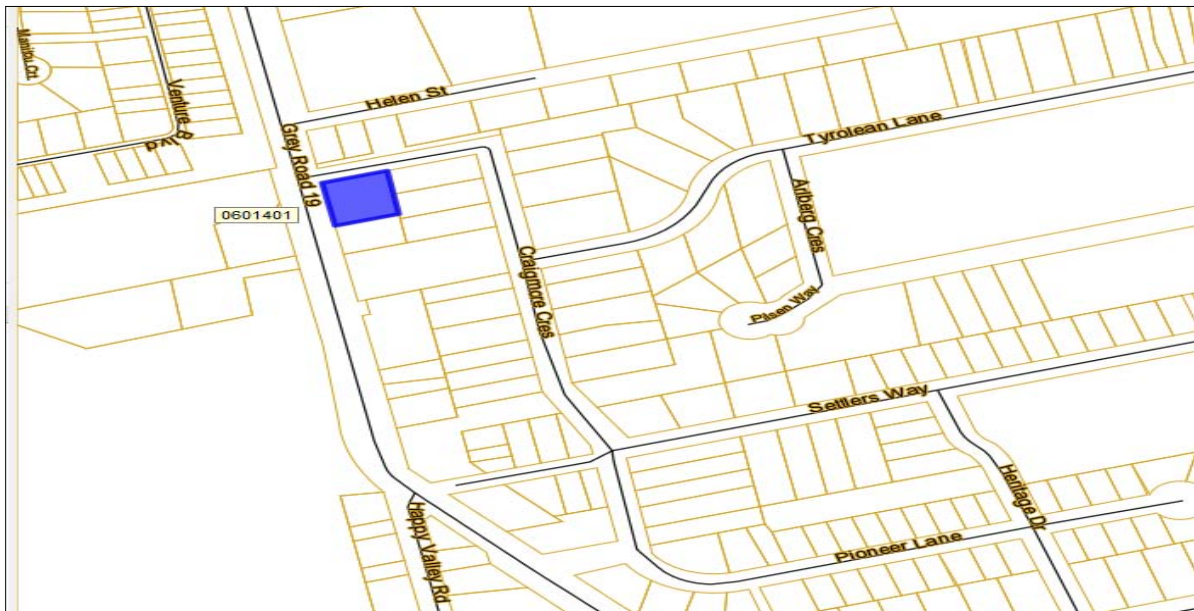 Manitou Crt
Venture Blvd
Helen St
Grey Road 19
Tyrolean Lane
0601401
Arlberg Cres
Craigmore Cres
Pilsen Way
Settlers Way
Heritage Dr
Happy Valley Rd
Pioneer Lane